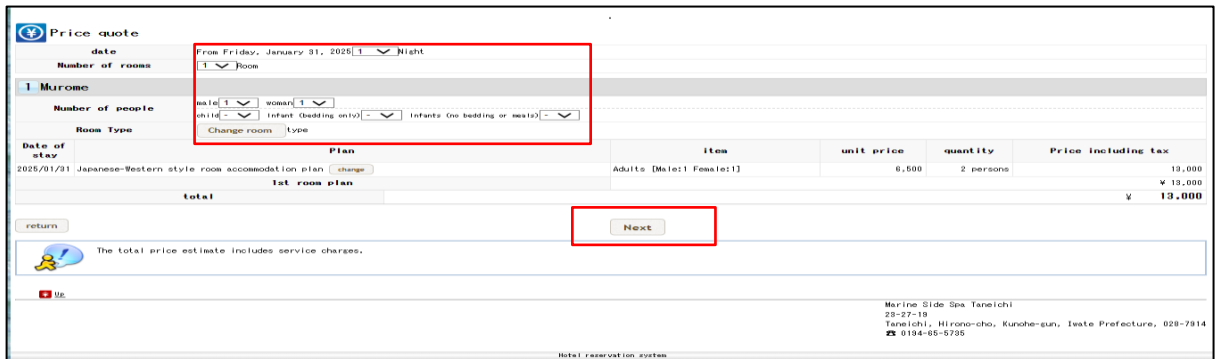 Price quote
date From Friday, January 31, 2025 1 Night
Number of rooms 1 Room
1 Murome
Number of people male 1 woman 1
child - Infant (bedding only) - Infants (no bedding or meals) -
Room Type Change room type
Date of stay Plan item unit price quantity Price including tax
2025/01/31 Japanese-Western style room accommodation plan change Adults [Male:1 Female:1] 6,500 2 persons 13,000
1st room plan ¥ 13,000
total ¥ 13,000
return Next
The total price estimate includes service charges.
Up
Marine Side Spa Taneichi
23-27-19
Taneichi, Hirono-cho, Kunohe-gun, Iwate Prefecture, 028-7914
☎ 0194-65-5735
Hotel reservation system